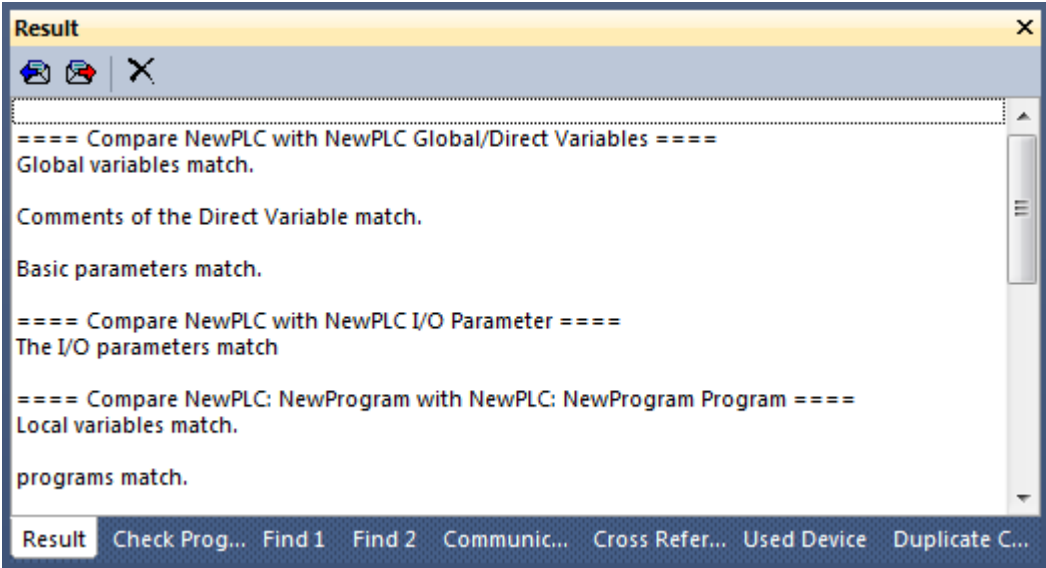 Result
==== Compare NewPLC with NewPLC Global/Direct Variables ====
Global variables match.
Comments of the Direct Variable match.
Basic parameters match.
==== Compare NewPLC with NewPLC I/O Parameter ====
The I/O parameters match
==== Compare NewPLC: NewProgram with NewPLC: NewProgram Program ====
Local variables match.
programs match.
Result Check Prog... Find 1 Find 2 Communic... Cross Refer... Used Device Duplicate C...